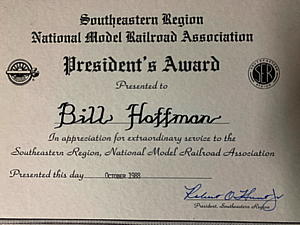 Southeastern Region
National Model Railroad Association
President's Award
Presented to
Bill Hoffman
In appreciation for extraordinary service to the
Southeastern Region, National Model Railroad Association
Presented this day October 1988
President, Southeastern Region
SER